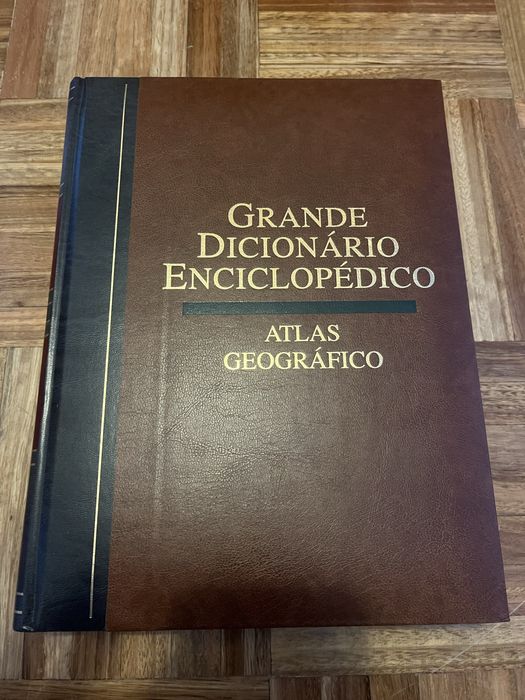 GRANDE
DICIONÁRIO
ENCICLOPÉDICO
ATLAS
GEOGRÁFICO